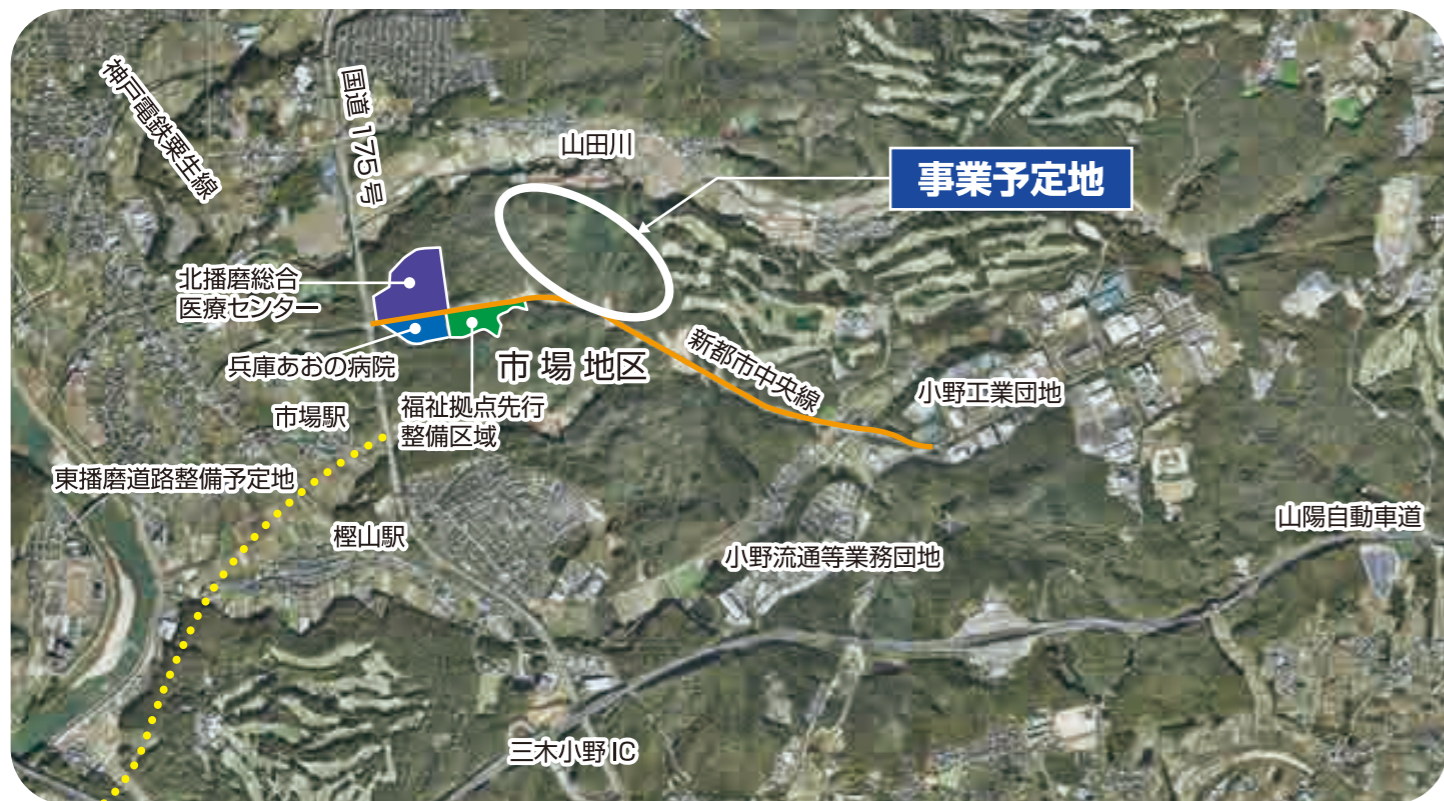 神戸電鉄粟生線
国道175号
山田川
事業予定地
北播磨総合
医療センター
兵庫あおの病院
市場地区
新都市中央線
小野工業団地
市場駅
福祉拠点先行
整備区域
東播磨道路整備予定地
樫山駅
小野流通等業務団地
山陽自動車道
三木小野IC